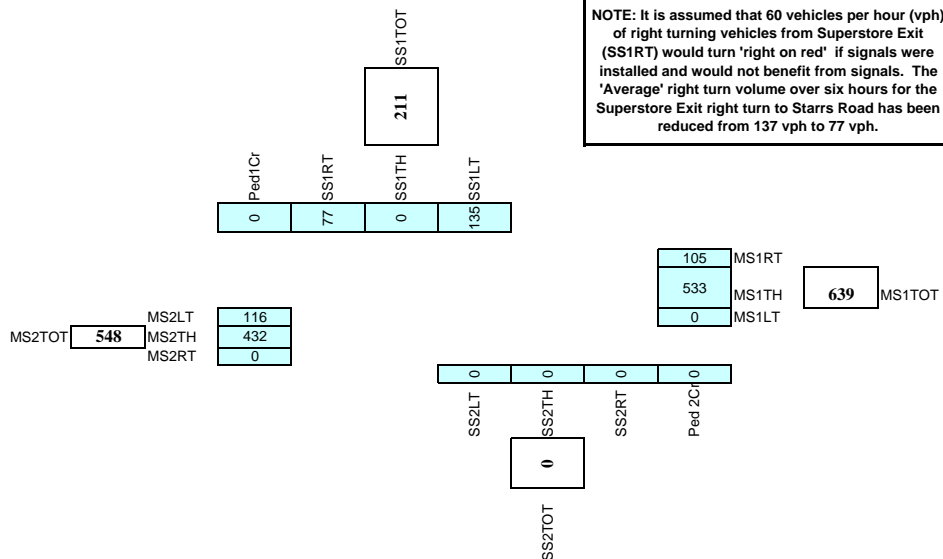 NOTE: It is assumed that 60 vehicles per hour (vph)
of right turning vehicles from Superstore Exit
(SS1RT) would turn 'right on red' if signals were
installed and would not benefit from signals. The
'Average' right turn volume over six hours for the
Superstore Exit right turn to Starrs Road has been
reduced from 137 vph to 77 vph.
SS1TOT
211
Ped1Cr
SS1RT
SS1TH
SS1LT
0
77
0
135
105 MS1RT
533 MS1TH 639 MS1TOT
0 MS1LT
MS2LT 116
MS2TOT 548 MS2TH 432
MS2RT 0
0
0
0
0
SS2LT
SS2TH
SS2RT
Ped 2Cr
0
SS2TOT